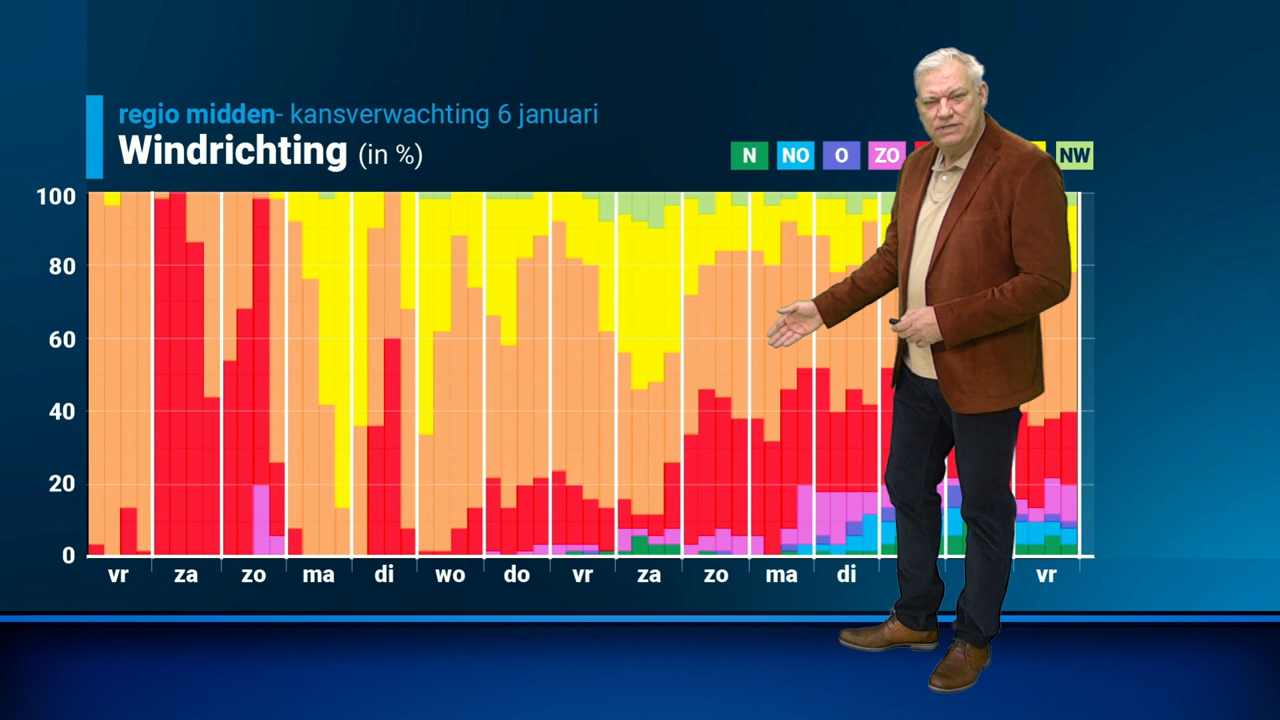 regio midden- kansverwachting 6 januari
Windrichting (in %)
N NO O ZO NW
100
80
60
40
20
0
vr za zo ma di wo do vr za zo ma di vr